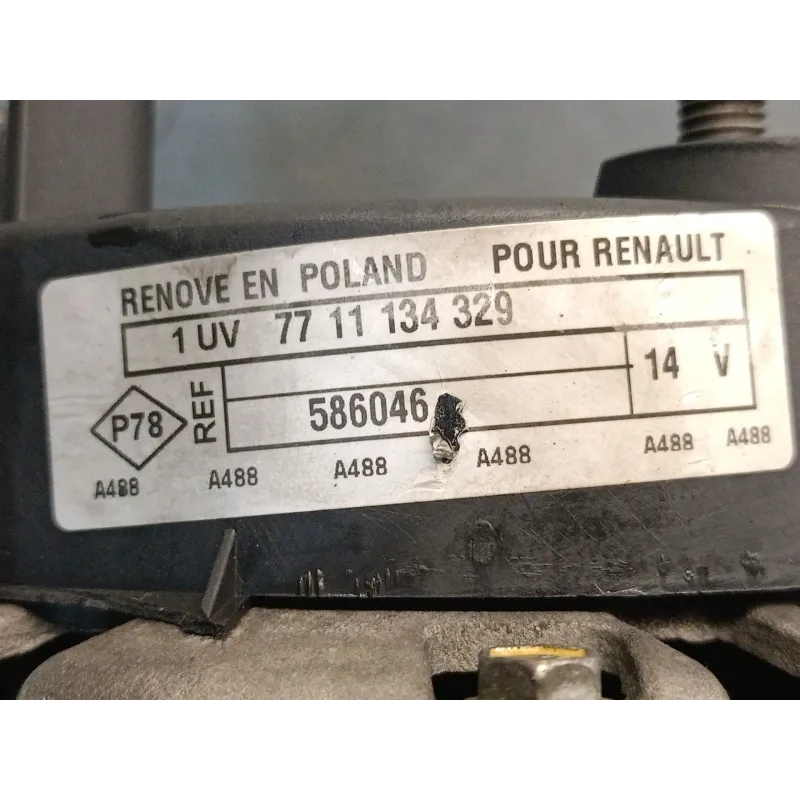 RENOVE EN POLAND POUR RENAULT
1 UV 77 11 134 329
P78 REF 586046 14 V
A488 A488 A488 A488 A488 A488